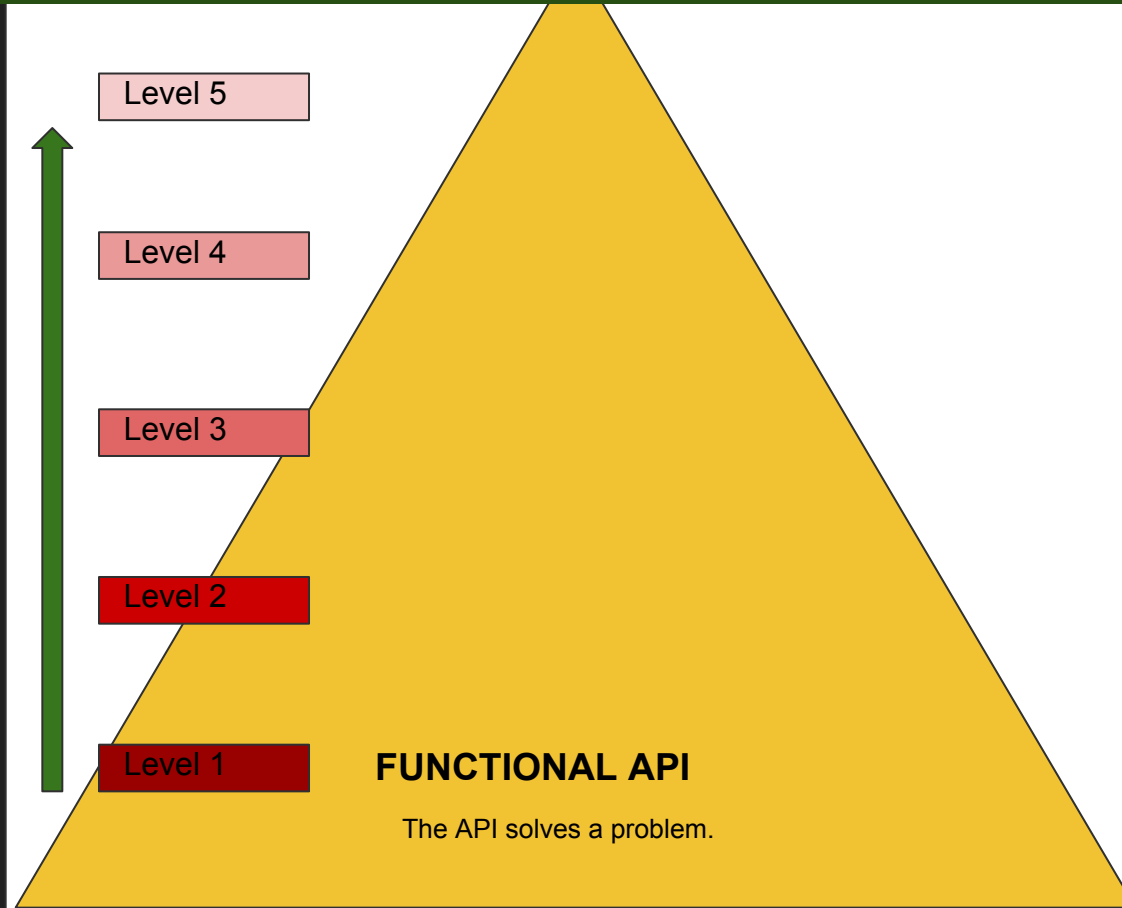 Level 5
Level 4
Level 3
Level 2
Level 1
FUNCTIONAL API
The API solves a problem.